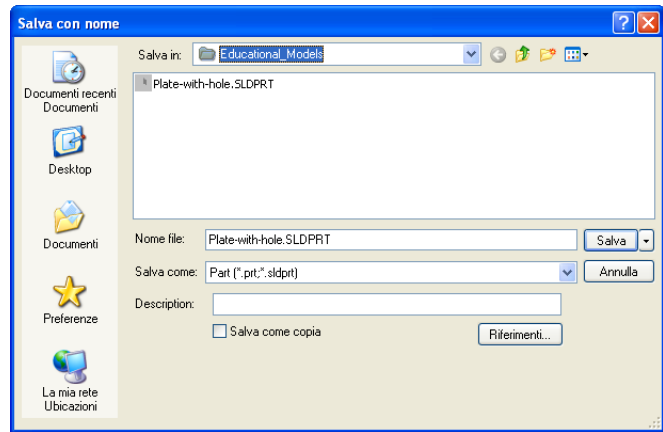 Salva con nome
Salva in: Educational_Models
Documenti recenti
Documenti
Desktop
Documenti
Preferenze
La mia rete
Ubicazioni
Plate-with-hole.SLDPRT
Nome file: Plate-with-hole.SLDPRT Salva
Salva come: Part (*.prt;*.sldprt) Annulla
Description:
Salva come copia Riferimenti...